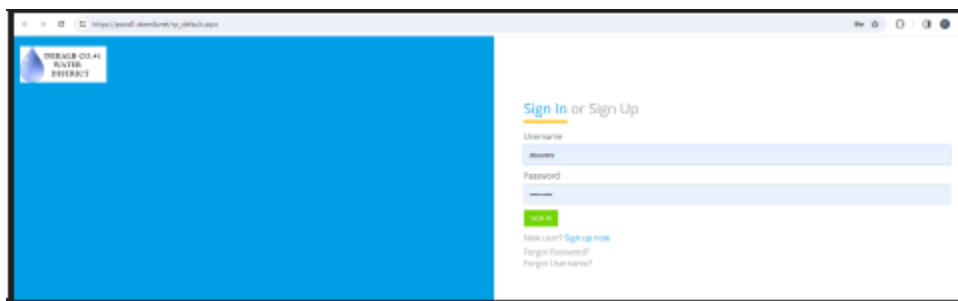 DEKALB CO.#1
WATER
DISTRICT
Sign In or Sign Up
Username
Password
SIGN IN
New user? Sign up now
Forgot Password?
Forgot Username?